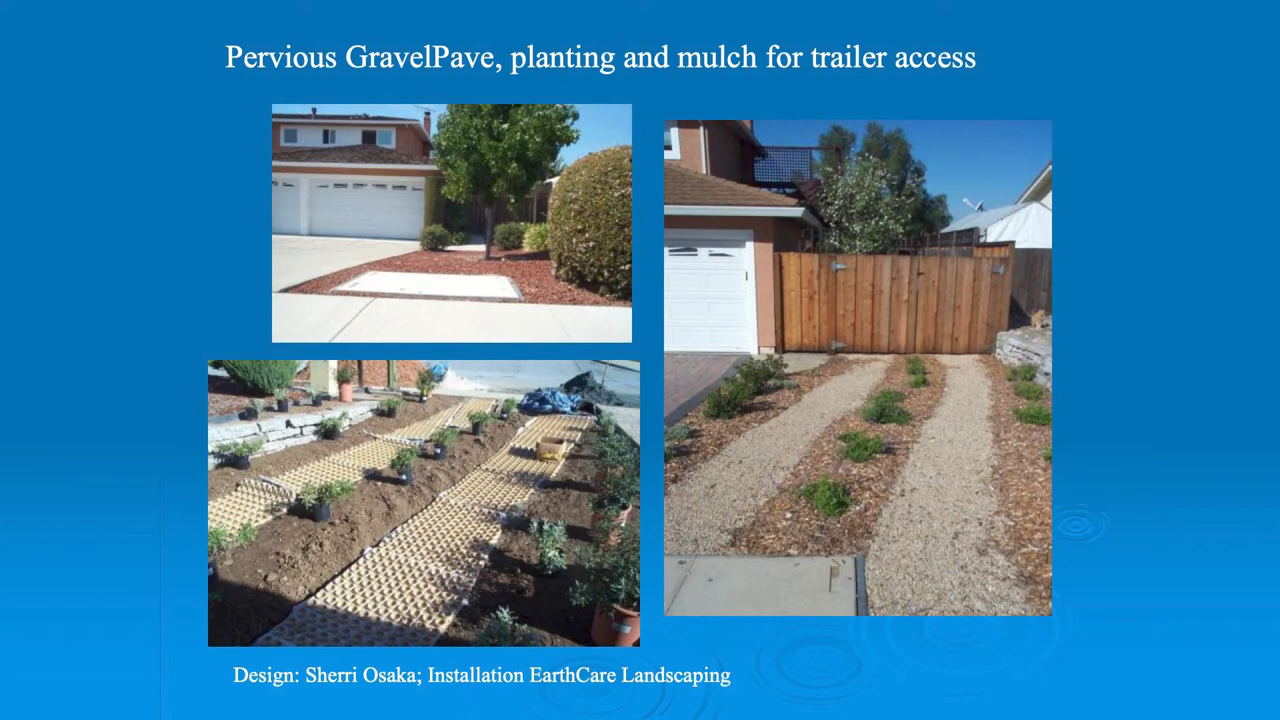 Pervious GravelPave, planting and mulch for trailer access
Design: Sherri Osaka; Installation EarthCare Landscaping